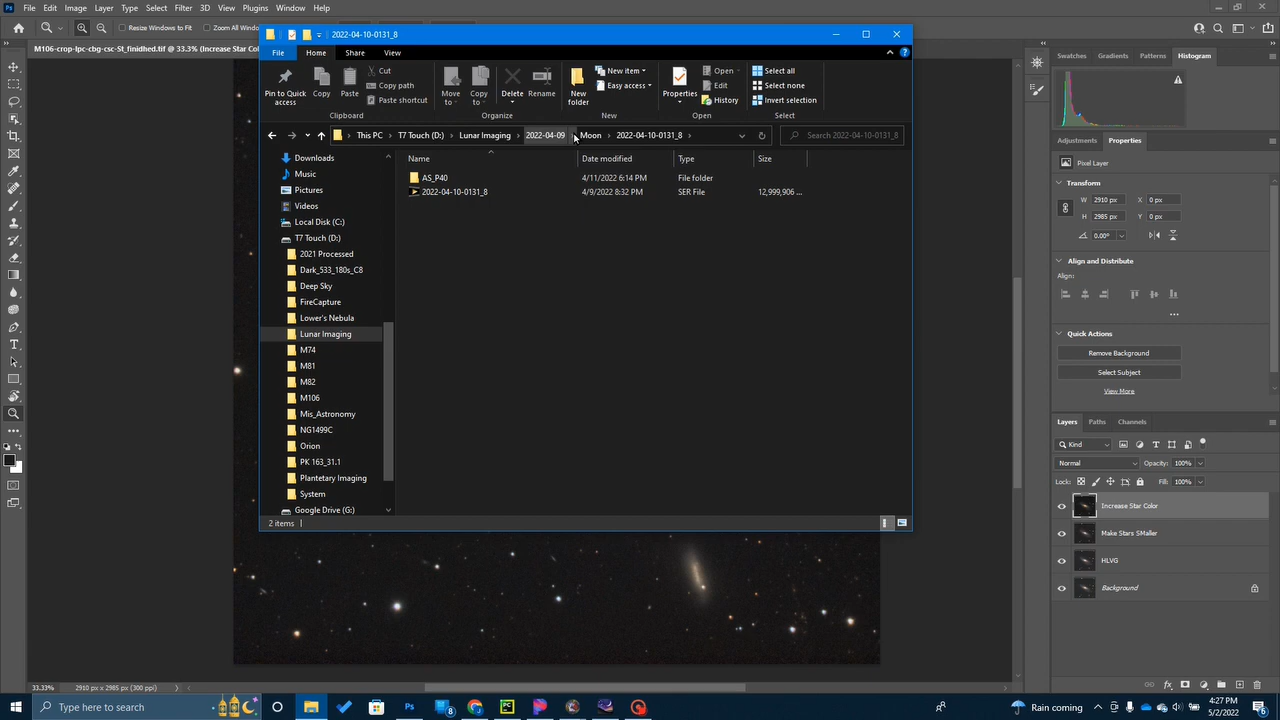 File Edit Image Layer Type Select Filter 3D View Plugins Window Help
Resize Windows to Fit Zoom All Windows
M106-crop-lpc-cbg-csc-St_finidhed.tif @ 33.3% (Increase Star Col
2022-04-10-0131_8
File Home Share View
Pin to Quick access
Copy
Paste
Cut
Copy path
Paste shortcut
Clipboard
Move to
Copy to
Delete
Rename
Organize
New folder
New item
Easy access
New
Properties
Open
Edit
History
Open
Select all
Select none
Invert selection
Select
This PC T7 Touch (D:) Lunar Imaging 2022-04-09 Moon 2022-04-10-0131_8
Search 2022-04-10-0131_8
Name Date modified Type Size
AS_P40 4/11/2022 6:14 PM File folder
2022-04-10-0131_8 4/9/2022 8:32 PM SER File 12,999,906 ...
Downloads
Music
Pictures
Videos
Local Disk (C:)
T7 Touch (D:)
2021 Processed
Dark_533_180s_C8
Deep Sky
FireCapture
Lower's Nebula
Lunar Imaging
M74
M81
M82
M106
Mis_Astronomy
NG1499C
Orion
PK 163_31.1
Plantetary Imaging
System
Google Drive (G:)
2 items
Swatches Gradients Patterns Histogram
Adjustments Properties
Pixel Layer
Transform
W 2910 px X 0 px
H 2985 px Y 0 px
0.00°
Align and Distribute
Align:
Quick Actions
Remove Background
Select Subject
View More
Layers Paths Channels
Kind
Normal Opacity: 100%
Lock: Fill: 100%
Increase Star Color
Make Stars SMaller
HLVG
Background
33.33% 2910 px x 2985 px (300 ppi)
Type here to search
Rain coming
4:27 PM
5/2/2022